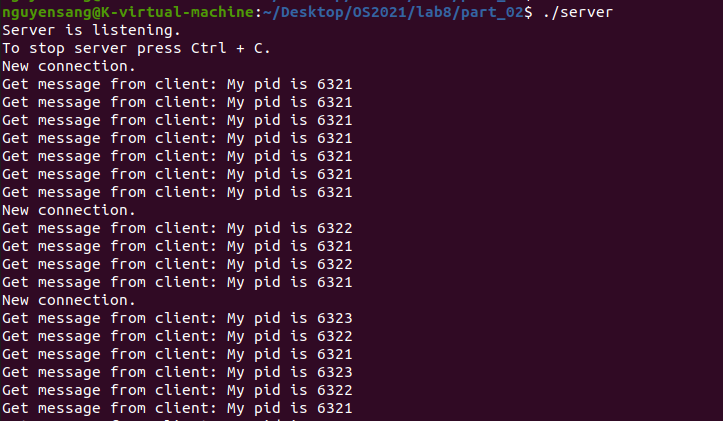 nguyensang@K-virtual-machine:~/Desktop/OS2021/lab8/part_02$ ./server
Server is listening.
To stop server press Ctrl + C.
New connection.
Get message from client: My pid is 6321
Get message from client: My pid is 6321
Get message from client: My pid is 6321
Get message from client: My pid is 6321
Get message from client: My pid is 6321
Get message from client: My pid is 6321
Get message from client: My pid is 6321
New connection.
Get message from client: My pid is 6322
Get message from client: My pid is 6321
Get message from client: My pid is 6322
Get message from client: My pid is 6321
New connection.
Get message from client: My pid is 6323
Get message from client: My pid is 6322
Get message from client: My pid is 6321
Get message from client: My pid is 6323
Get message from client: My pid is 6322
Get message from client: My pid is 6321